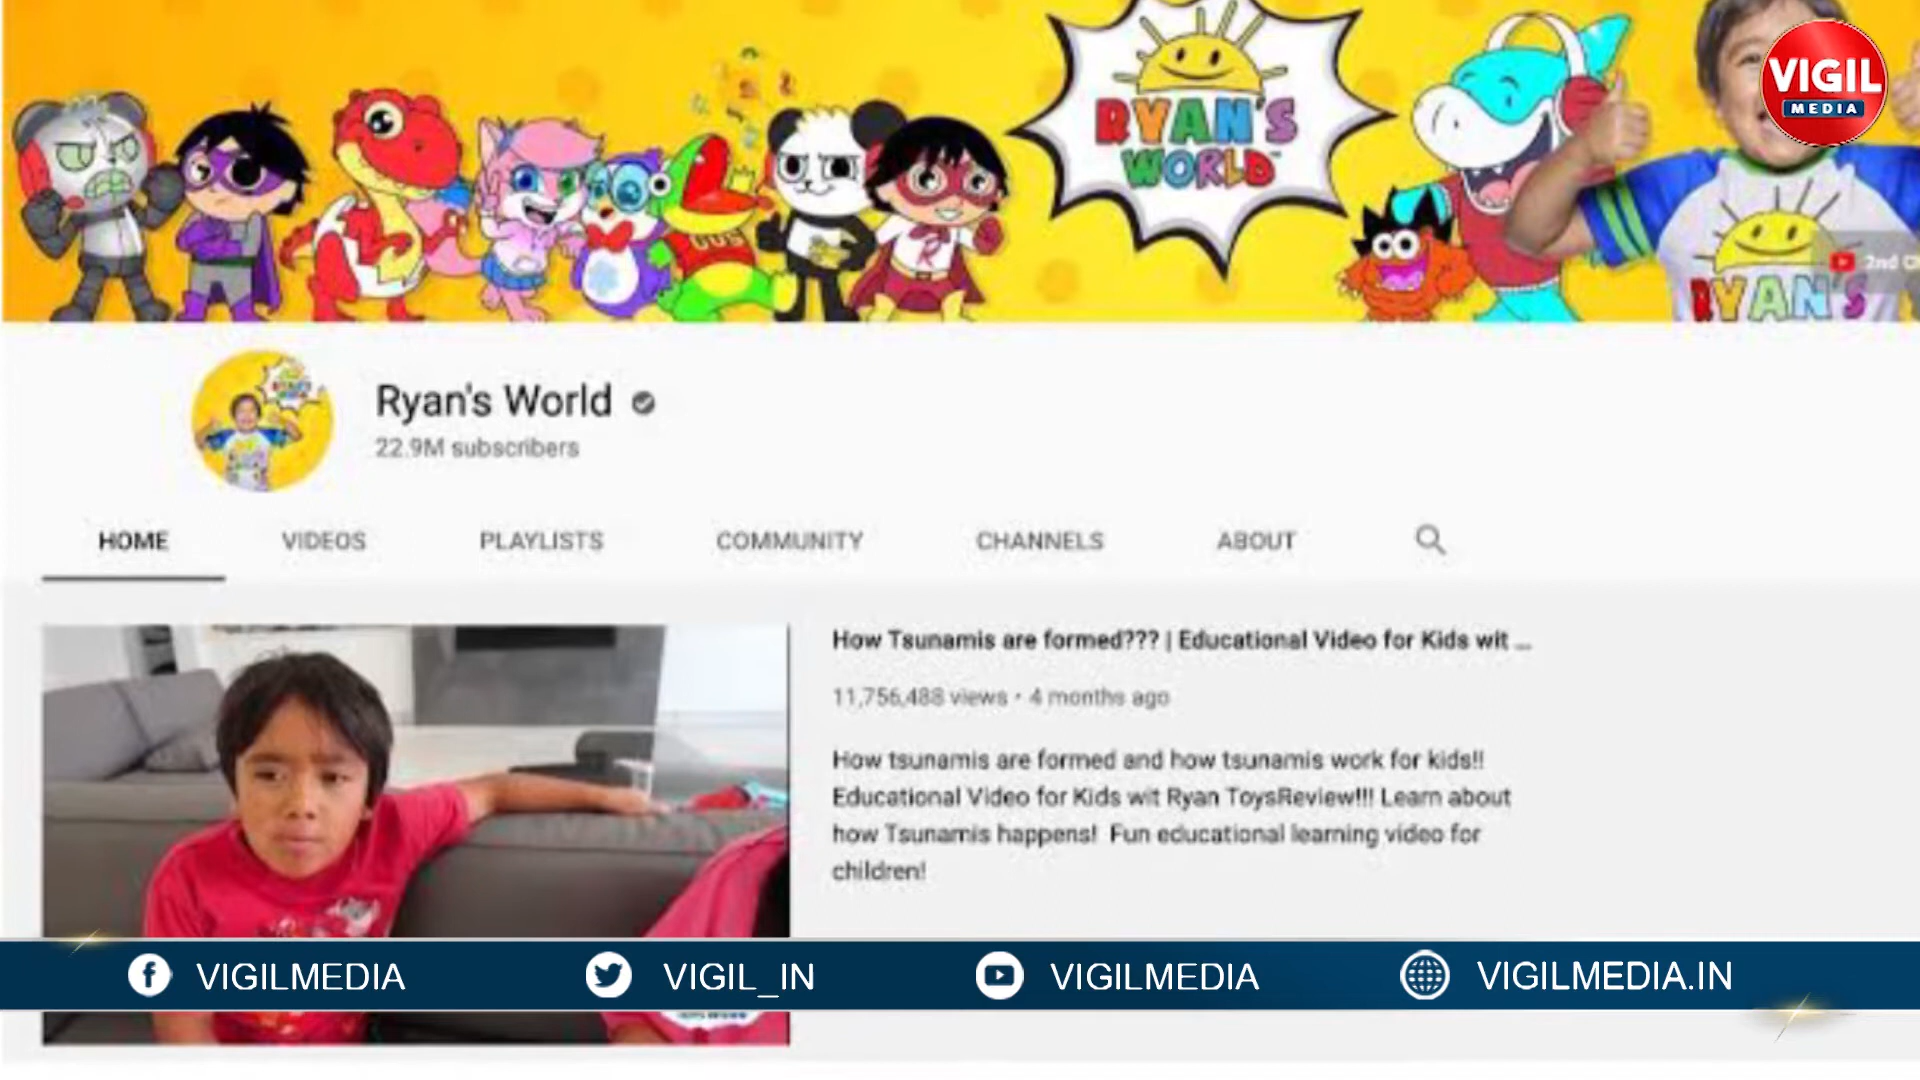 RYAN'S
WORLD
VIGIL
MEDIA
2nd Ch
RYAN'S
Ryan's World
22.9M subscribers
HOME VIDEOS PLAYLISTS COMMUNITY CHANNELS ABOUT
How Tsunamis are formed??? | Educational Video for Kids wit ...
11,756,488 views • 4 months ago
How tsunamis are formed and how tsunamis work for kids!!
Educational Video for Kids wit Ryan ToysReview!!! Learn about
how Tsunamis happens! Fun educational learning video for
children!
VIGILMEDIA VIGIL_IN VIGILMEDIA VIGILMEDIA.IN